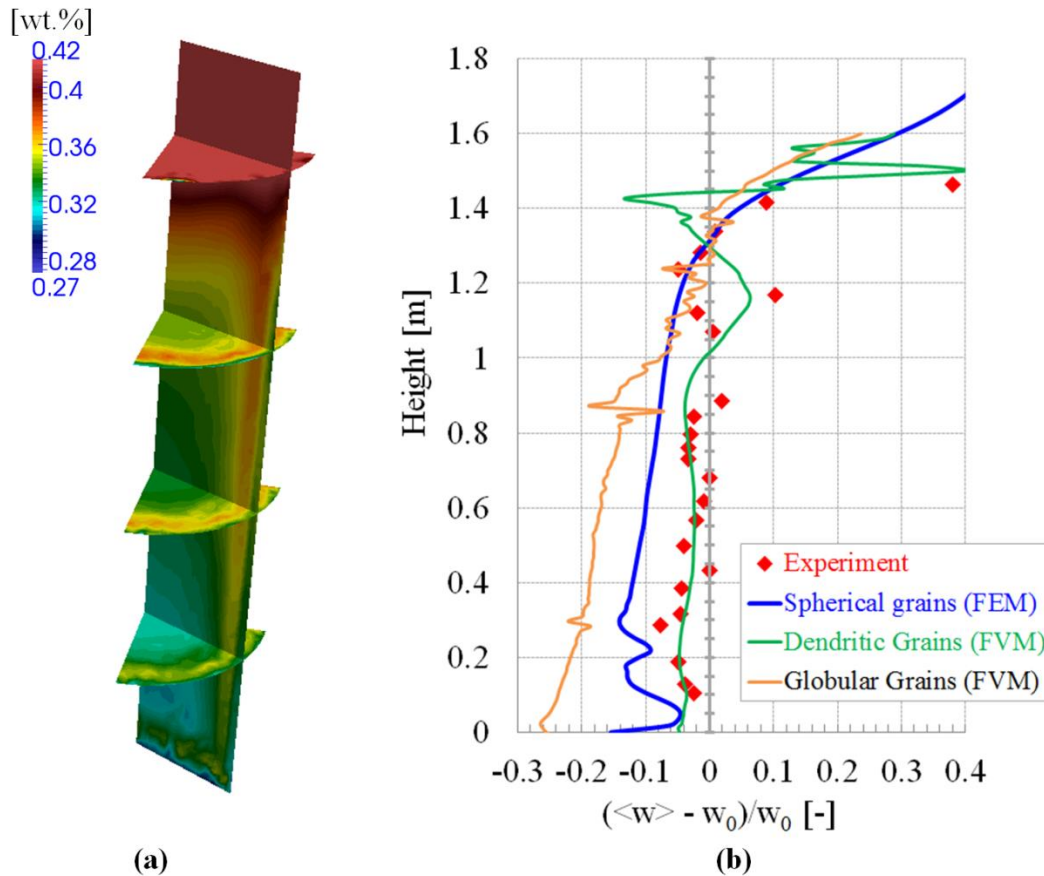 [wt.%]
0.42
0.4
0.36
0.32
0.28
0.27
(a)
1.8
1.6
1.4
1.2
1
0.8
0.6
0.4
0.2
0
Height [m]
Experiment
Spherical grains (FEM)
Dendritic Grains (FVM)
Globular Grains (FVM)
-0.3 -0.2 -0.1 0 0.1 0.2 0.3 0.4
(<w> - w₀)/w₀ [-]
(b)